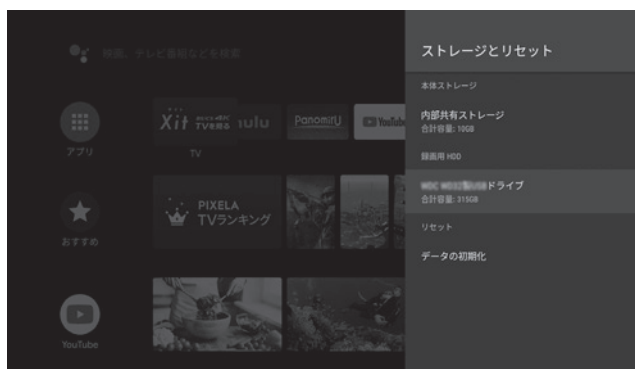 映画、テレビ番組などを検索
ストレージとリセット
本体ストレージ
内部共有ストレージ
合計容量: 10GB
録画用 HDD
ドライブ
合計容量: 315GB
リセット
データの初期化
アプリ
Xit
TVを観る
hulu
Panomiru
YouTube
TV
おすすめ
PIXELA
TVランキング
YouTube